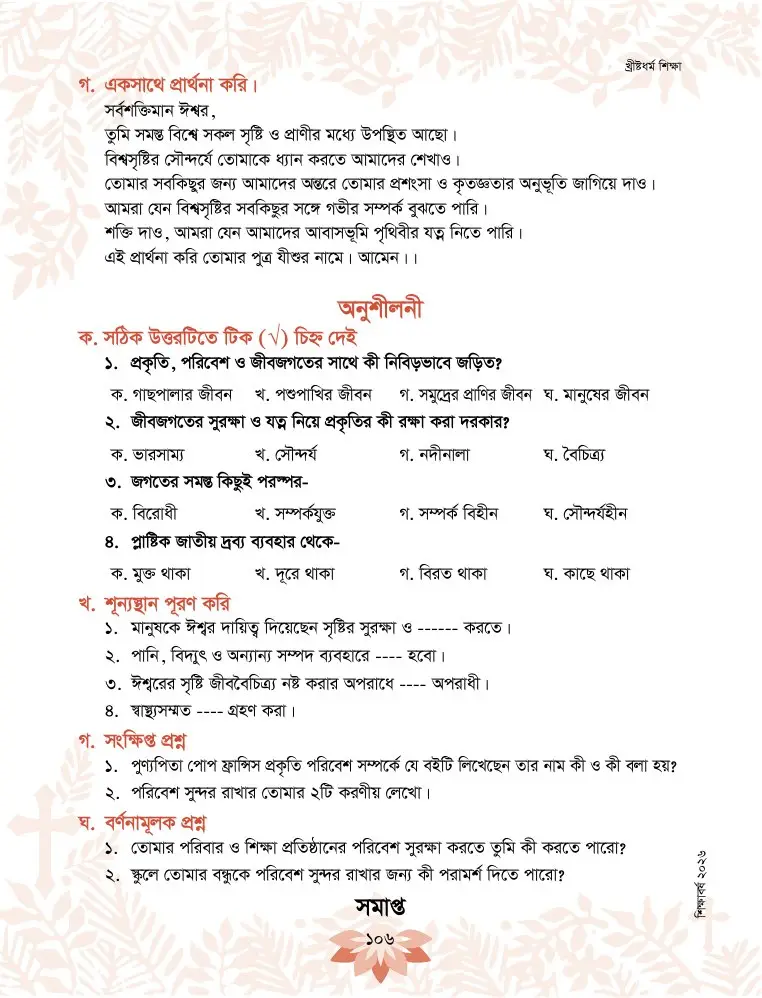 খ্রীষ্টধর্ম শিক্ষা
গ. একসাথে প্রার্থনা করি।
সর্বশক্তিমান ঈশ্বর,
তুমি সমস্ত বিশ্বে সকল সৃষ্টি ও প্রাণীর মধ্যে উপস্থিত আছো।
বিশ্বসৃষ্টির সৌন্দর্যে তোমাকে ধ্যান করতে আমাদের শেখাও।
তোমার সবকিছুর জন্য আমাদের অন্তরে তোমার প্রশংসা ও কৃতজ্ঞতার অনুভূতি জাগিয়ে দাও।
আমরা যেন বিশ্বসৃষ্টির সবকিছুর সঙ্গে গভীর সম্পর্ক বুঝতে পারি।
শক্তি দাও, আমরা যেন আমাদের আবাসভূমি পৃথিবীর যত্ন নিতে পারি।
এই প্রার্থনা করি তোমার পুত্র যীশুর নামে। আমেন।।
অনুশীলনী
ক. সঠিক উত্তরটিতে টিক (√) চিহ্ন দেই
১. প্রকৃতি, পরিবেশ ও জীবজগতের সাথে কী নিবিড়ভাবে জড়িত?
ক. গাছপালার জীবন খ. পশুপাখির জীবন গ. সমুদ্রের প্রাণির জীবন ঘ. মানুষের জীবন
২. জীবজগতের সুরক্ষা ও যত্ন নিয়ে প্রকৃতির কী রক্ষা করা দরকার?
ক. ভারসাম্য খ. সৌন্দর্য গ. নদীনালা ঘ. বৈচিত্র্য
৩. জগতের সমস্ত কিছুই পরস্পর-
ক. বিরোধী খ. সম্পর্কযুক্ত গ. সম্পর্ক বিহীন ঘ. সৌন্দর্যহীন
৪. প্লাষ্টিক জাতীয় দ্রব্য ব্যবহার থেকে-
ক. মুক্ত থাকা খ. দূরে থাকা গ. বিরত থাকা ঘ. কাছে থাকা
খ. শূন্যস্থান পূরণ করি
১. মানুষকে ঈশ্বর দায়িত্ব দিয়েছেন সৃষ্টির সুরক্ষা ও ------ করতে।
২. পানি, বিদ্যুৎ ও অন্যান্য সম্পদ ব্যবহারে ---- হবো।
৩. ঈশ্বরের সৃষ্টি জীববৈচিত্র্য নষ্ট করার অপরাধে ---- অপরাধী।
৪. স্বাস্থ্যসম্মত ---- গ্রহণ করা।
গ. সংক্ষিপ্ত প্রশ্ন
১. পুণ্যপিতা পোপ ফ্রান্সিস প্রকৃতি পরিবেশ সম্পর্কে যে বইটি লিখেছেন তার নাম কী ও কী বলা হয়?
২. পরিবেশ সুন্দর রাখার তোমার ২টি করণীয় লেখো।
ঘ. বর্ণনামূলক প্রশ্ন
১. তোমার পরিবার ও শিক্ষা প্রতিষ্ঠানের পরিবেশ সুরক্ষা করতে তুমি কী করতে পারো?
২. স্কুলে তোমার বন্ধুকে পরিবেশ সুন্দর রাখার জন্য কী পরামর্শ দিতে পারো?
সমাপ্ত
১০৬
শিক্ষাবর্ষ ২০২৬